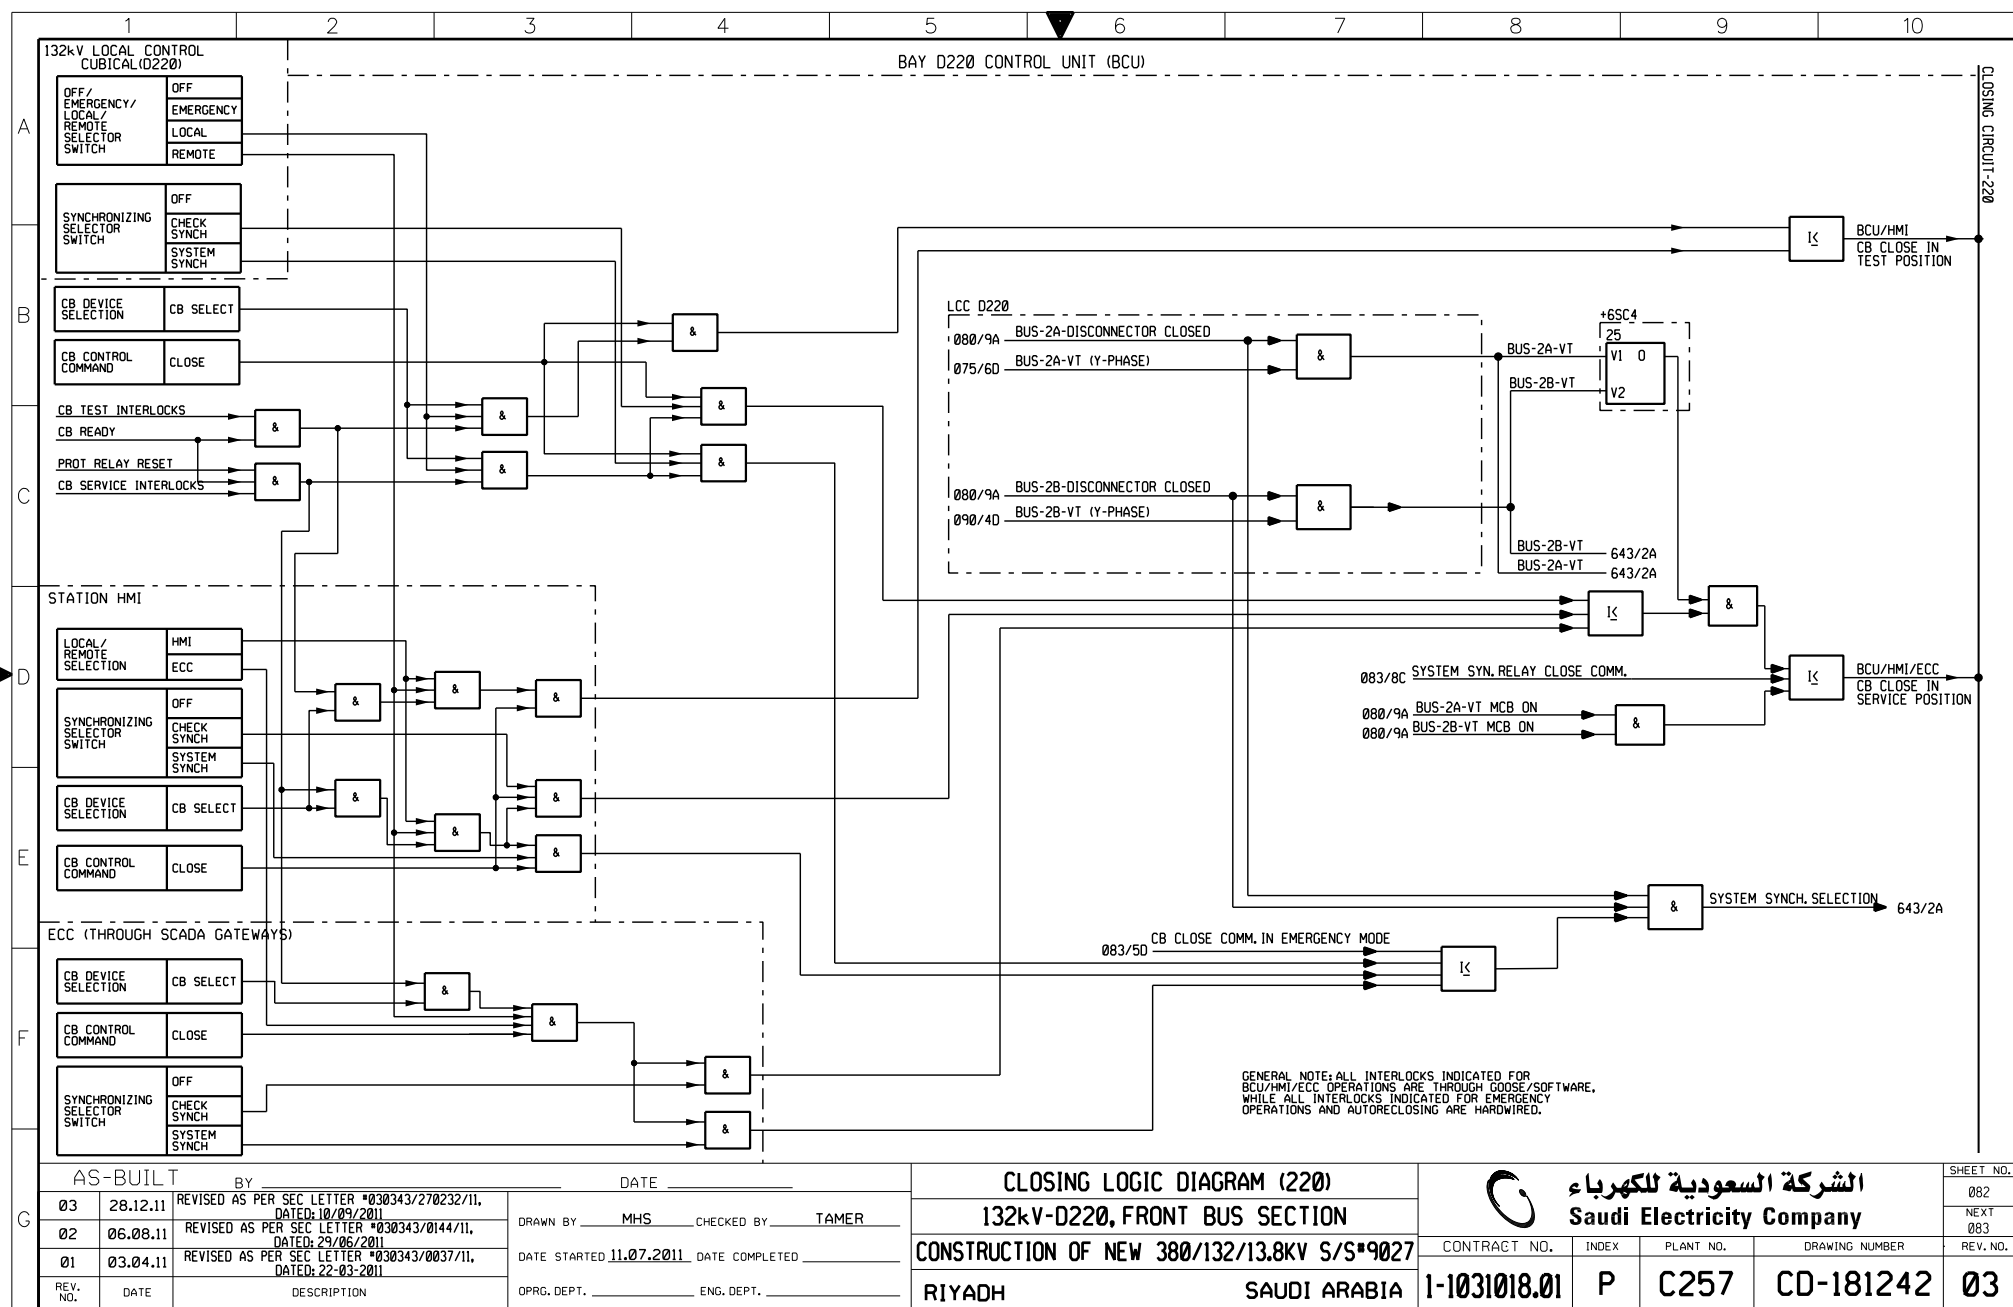 1 2 3 4 5 6 7 8 9 10
A
B
C
D
E
F
G
132kV LOCAL CONTROL
CUBICAL(D220)
BAY D220 CONTROL UNIT (BCU)
CLOSING CIRCUIT-220
OFF/
EMERGENCY/
LOCAL/
REMOTE
SELECTOR
SWITCH
OFF
EMERGENCY
LOCAL
REMOTE
SYNCHRONIZING
SELECTOR
SWITCH
OFF
CHECK
SYNCH
SYSTEM
SYNCH
CB DEVICE
SELECTION
CB SELECT
CB CONTROL
COMMAND
CLOSE
CB TEST INTERLOCKS
CB READY
PROT RELAY RESET
CB SERVICE INTERLOCKS
&
&
&
&
&
&
&
LCC D220
080/9A BUS-2A-DISCONNECTOR CLOSED
075/6D BUS-2A-VT (Y-PHASE)
&
080/9A BUS-2B-DISCONNECTOR CLOSED
090/4D BUS-2B-VT (Y-PHASE)
&
BUS-2A-VT
BUS-2B-VT
+6SC4
25
V1 O
V2
BUS-2B-VT 643/2A
BUS-2A-VT 643/2A
1≤
BCU/HMI
CB CLOSE IN
TEST POSITION
STATION HMI
LOCAL/
REMOTE
SELECTION
HMI
ECC
SYNCHRONIZING
SELECTOR
SWITCH
OFF
CHECK
SYNCH
SYSTEM
SYNCH
CB DEVICE
SELECTION
CB SELECT
CB CONTROL
COMMAND
CLOSE
&
&
&
&
&
&
&
1≤
&
083/8C SYSTEM SYN.RELAY CLOSE COMM.
080/9A BUS-2A-VT MCB ON
080/9A BUS-2B-VT MCB ON
&
1≤
BCU/HMI/ECC
CB CLOSE IN
SERVICE POSITION
ECC (THROUGH SCADA GATEWAYS)
CB DEVICE
SELECTION
CB SELECT
CB CONTROL
COMMAND
CLOSE
SYNCHRONIZING
SELECTOR
SWITCH
OFF
CHECK
SYNCH
SYSTEM
SYNCH
&
&
&
&
083/5D CB CLOSE COMM.IN EMERGENCY MODE
1≤
&
SYSTEM SYNCH.SELECTION 643/2A
GENERAL NOTE:ALL INTERLOCKS INDICATED FOR
BCU/HMI/ECC OPERATIONS ARE THROUGH GOOSE/SOFTWARE,
WHILE ALL INTERLOCKS INDICATED FOR EMERGENCY
OPERATIONS AND AUTORECLOSING ARE HARDWIRED.
AS-BUILT BY DATE
03 28.12.11 REVISED AS PER SEC LETTER #030343/270232/11,
DATED:10/09/2011
02 06.08.11 REVISED AS PER SEC LETTER #030343/0144/11,
DATED:29/06/2011
01 03.04.11 REVISED AS PER SEC LETTER #030343/0037/11,
DATED:22-03-2011
REV.
NO. DATE DESCRIPTION
DRAWN BY MHS CHECKED BY TAMER
DATE STARTED 11.07.2011 DATE COMPLETED
OPRG.DEPT. ENG.DEPT.
CLOSING LOGIC DIAGRAM (220)
132kV-D220,FRONT BUS SECTION
CONSTRUCTION OF NEW 380/132/13.8KV S/S#9027
RIYADH SAUDI ARABIA
الشركة السعودية للكهرباء
Saudi Electricity Company
CONTRACT NO. INDEX PLANT NO. DRAWING NUMBER REV.NO.
1-1031018.01 P C257 CD-181242 03
SHEET NO.
082
NEXT
083